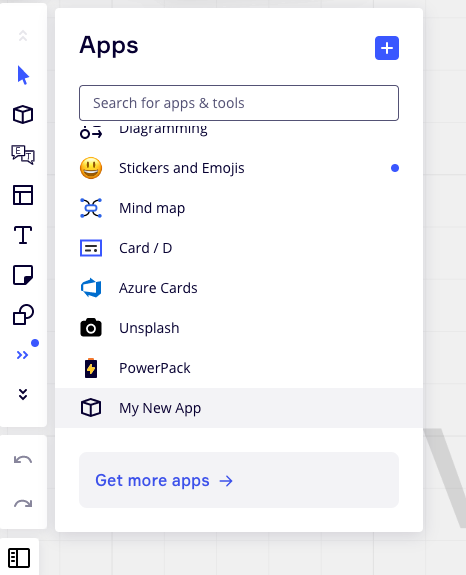 Apps
Search for apps & tools
Diagramming
Stickers and Emojis
Mind map
Card / D
Azure Cards
Unsplash
PowerPack
My New App
Get more apps →
E
T